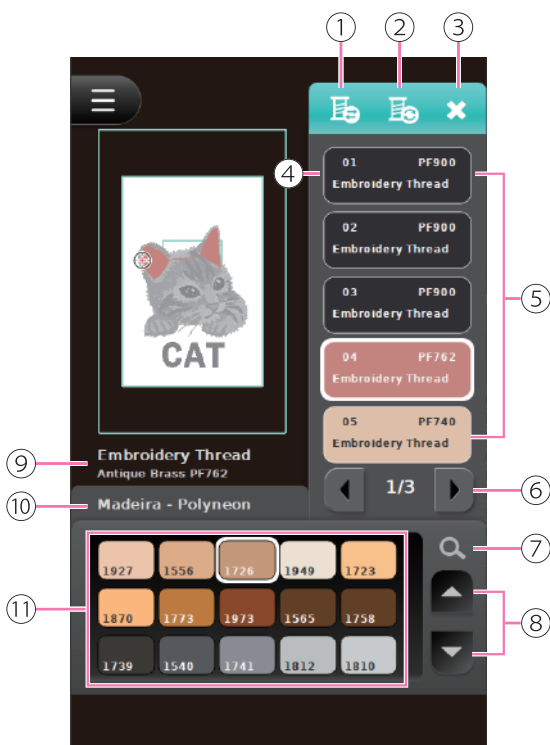 ① ② ③
④ 01 PF900
Embroidery Thread
02 PF900
Embroidery Thread
⑤
03 PF900
Embroidery Thread
04 PF762
Embroidery Thread
05 PF740
Embroidery Thread
CAT
⑨ Embroidery Thread
Antique Brass PF762
1/3 ⑥
⑩ Madeira - Polyneon
⑦
1927 1556 1726 1949 1723
⑪ 1870 1773 1973 1565 1758
⑧
1739 1540 1741 1812 1810